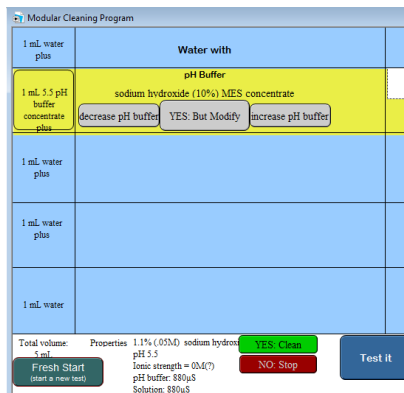 Modular Cleaning Program
1 mL water
plus
Water with
1 mL 5.5 pH
buffer
concentrate
plus
pH Buffer
sodium hydroxide (10%) MES concentrate
decrease pH buffer
YES: But Modify
increase pH buffer
1 mL water
plus
1 mL water
plus
1 mL water
Total volume:
5 mL
Properties
1.1% (.05M) sodium hydrox
pH 5.5
Ionic strength = 0M(?)
pH buffer: 880µS
Solution: 880µS
YES: Clean
NO: Stop
Test it
Fresh Start
(start a new test)